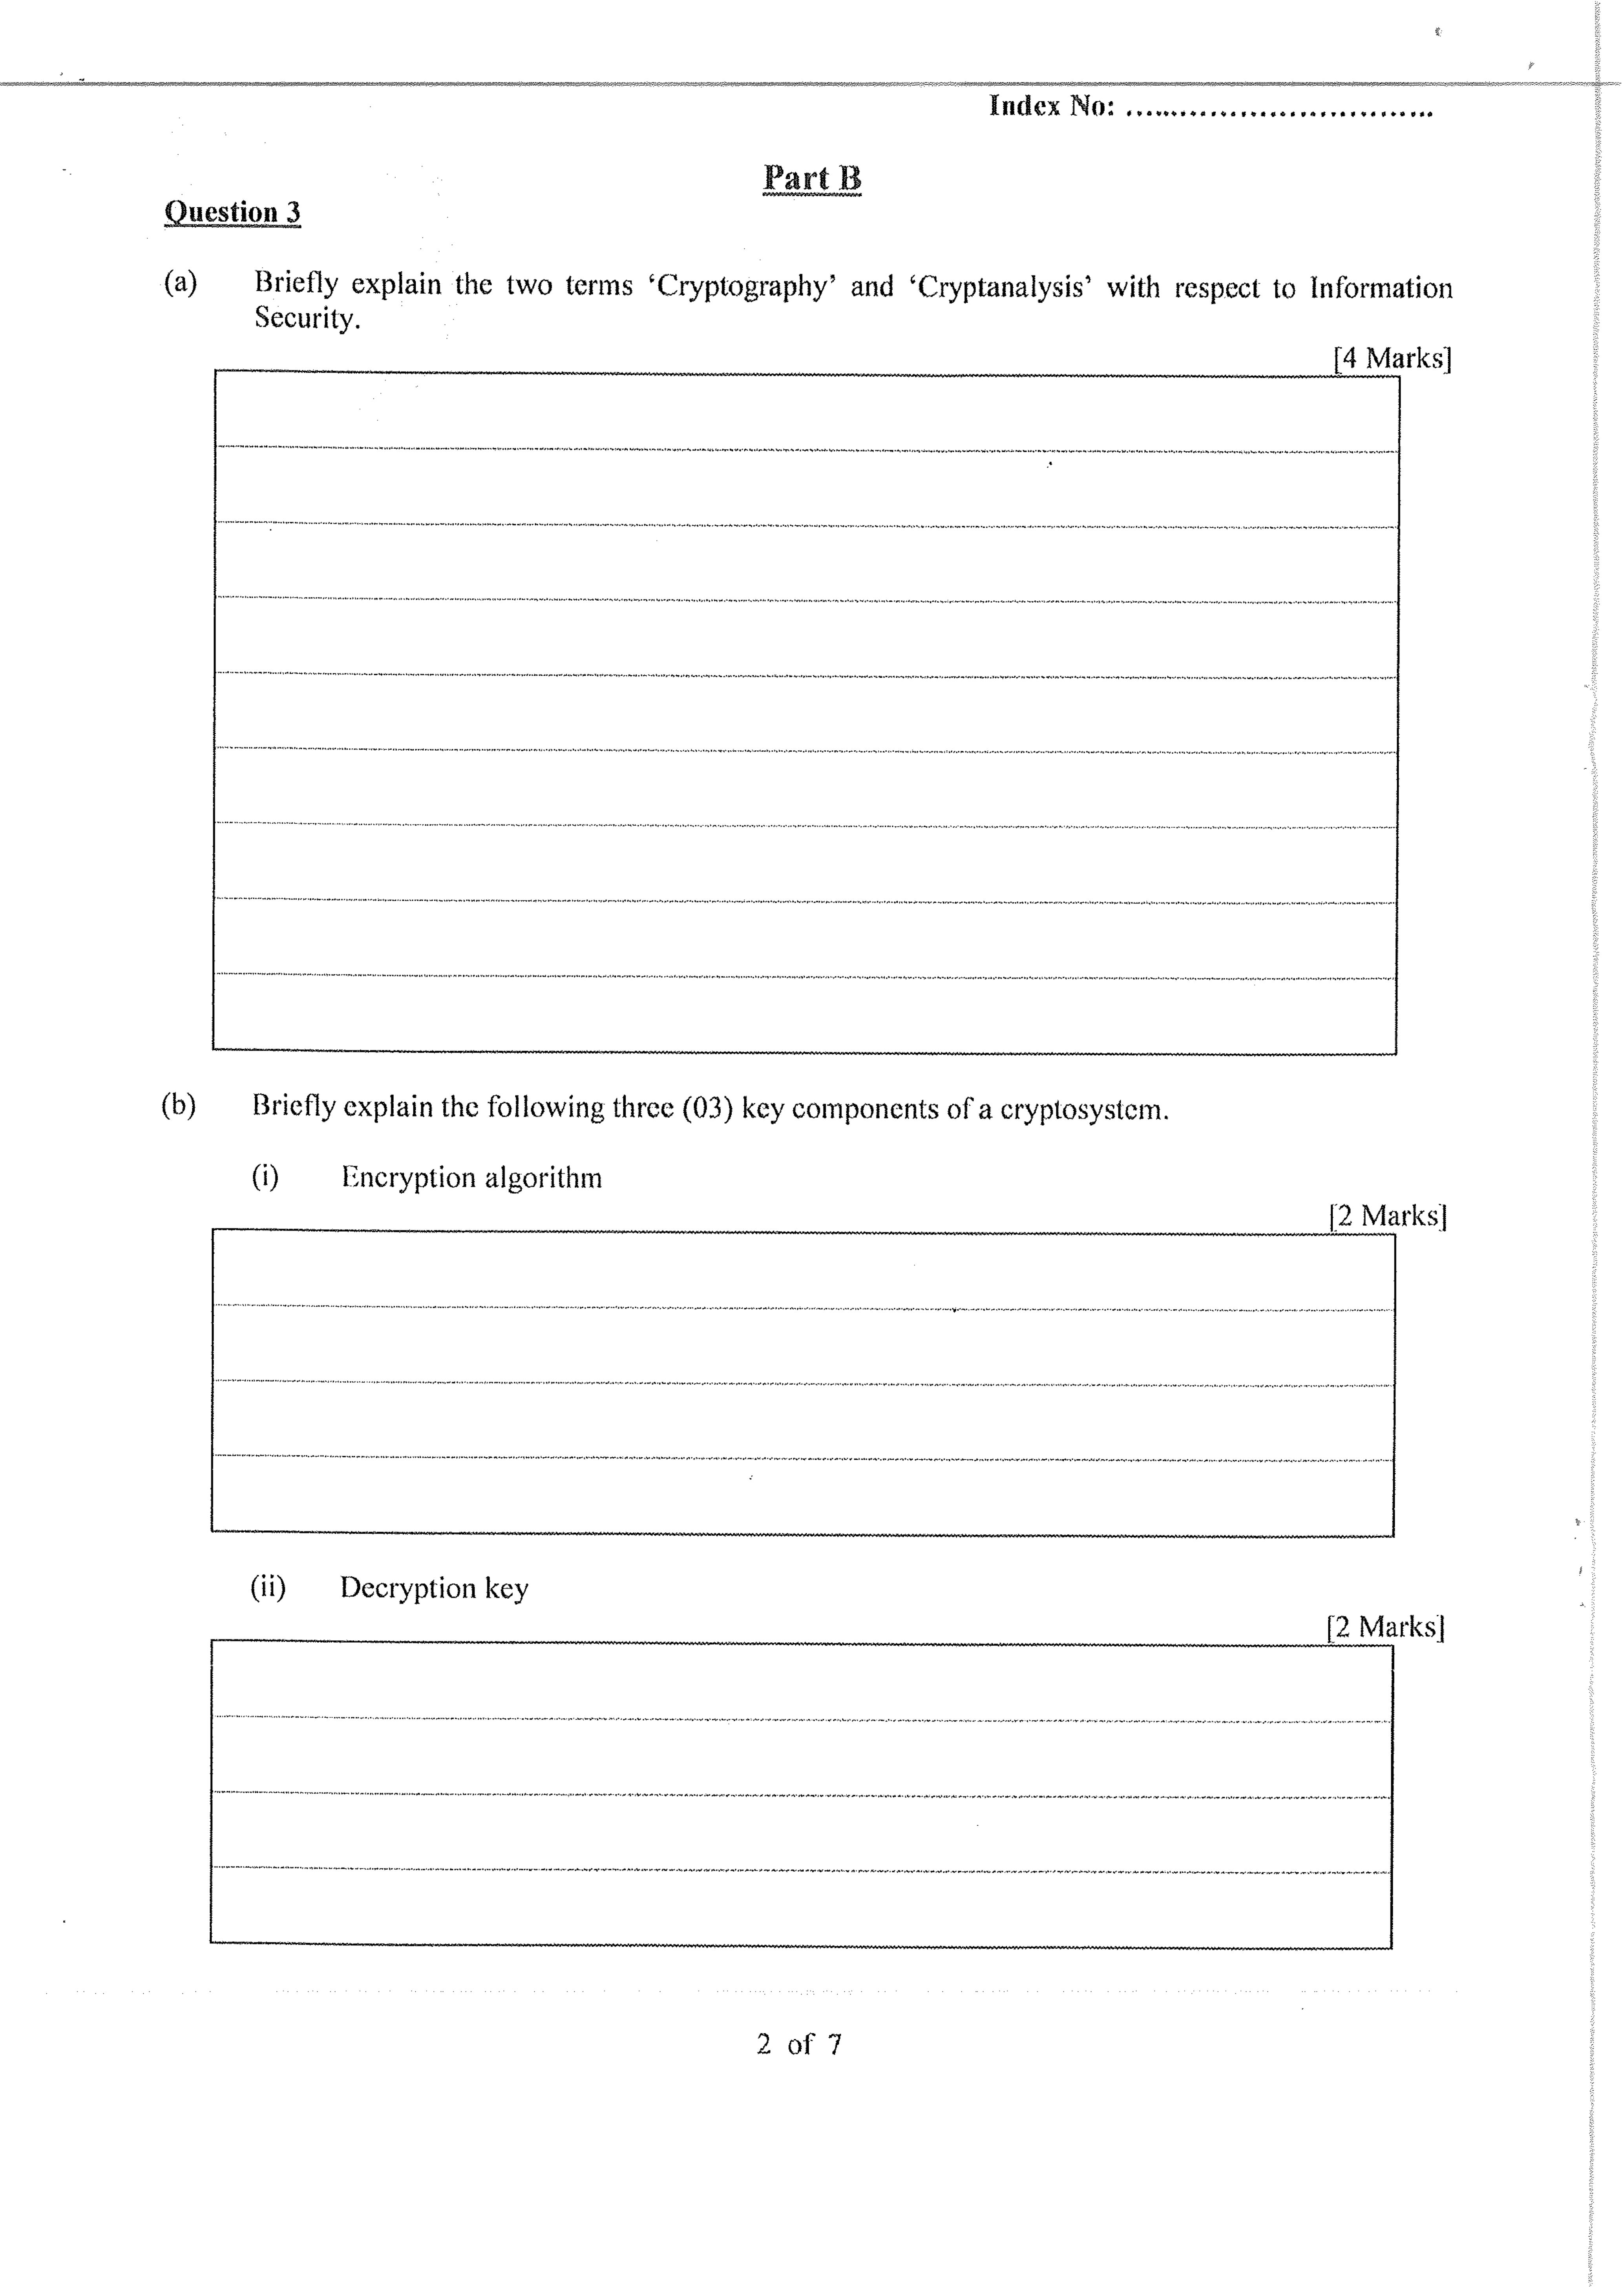 Index No: ................................
Part B
Question 3
(a) Briefly explain the two terms ‘Cryptography’ and ‘Cryptanalysis’ with respect to Information
Security.
[4 Marks]
(b) Briefly explain the following three (03) key components of a cryptosystem.
(i) Encryption algorithm
[2 Marks]
(ii) Decryption key
[2 Marks]
2 of 7